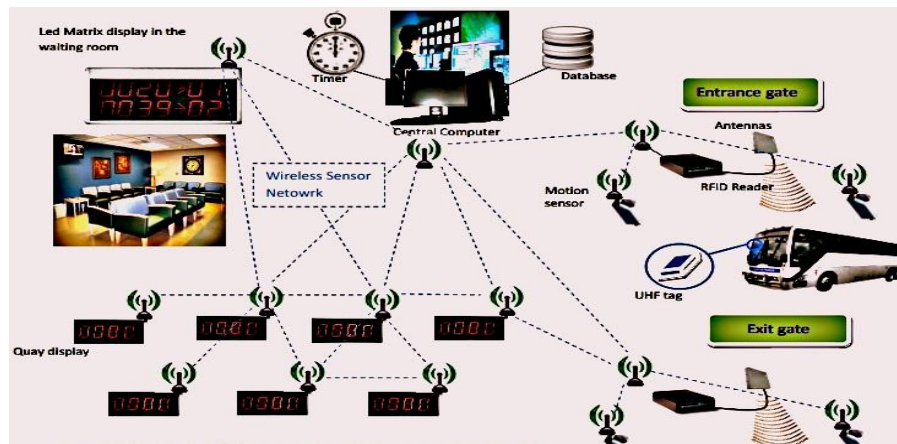 Led Matrix display in the
waiting room
Timer
Database
Central Computer
Entrance gate
Antennas
RFID Reader
Motion
sensor
Wireless Sensor
Netowrk
UHF tag
Quay display
Exit gate